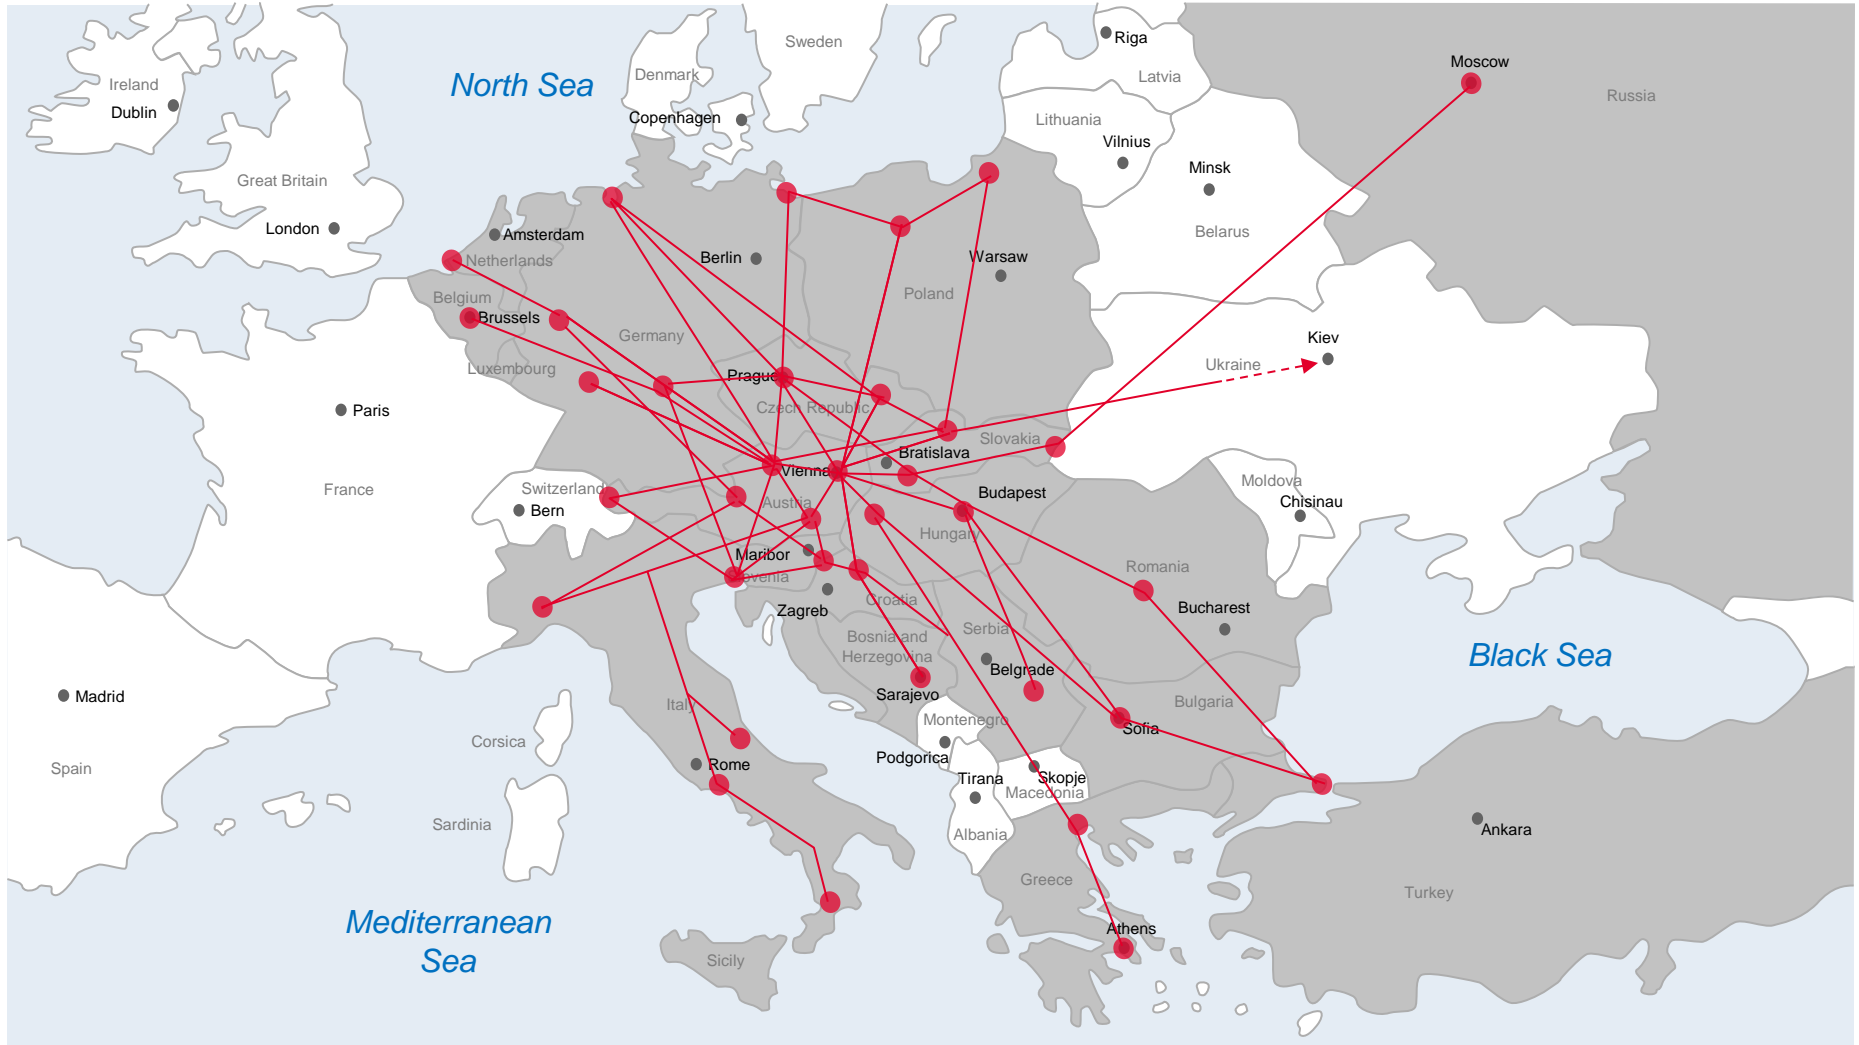 Sweden
Riga
Moscow
Denmark
Latvia
Ireland
North Sea
Russia
Dublin
Copenhagen
Lithuania
Vilnius
Minsk
Great Britain
London
Amsterdam
Belarus
Netherlands
Berlin
Warsaw
Belgium
Poland
Brussels
Germany
Kiev
Luxembourg
Ukraine
Prague
Paris
Czech Republic
Slovakia
Bratislava
Vienna
France
Switzerland
Moldova
Bern
Austria
Budapest
Chisinau
Hungary
Maribor
Slovenia
Romania
Croatia
Zagreb
Bucharest
Serbia
Bosnia and
Herzegovina
Black Sea
Belgrade
Madrid
Sarajevo
Italy
Bulgaria
Montenegro
Sofia
Corsica
Podgorica
Spain
Rome
Tirana
Skopje
Macedonia
Sardinia
Albania
Ankara
Greece
Turkey
Mediterranean
Sea
Athens
Sicily